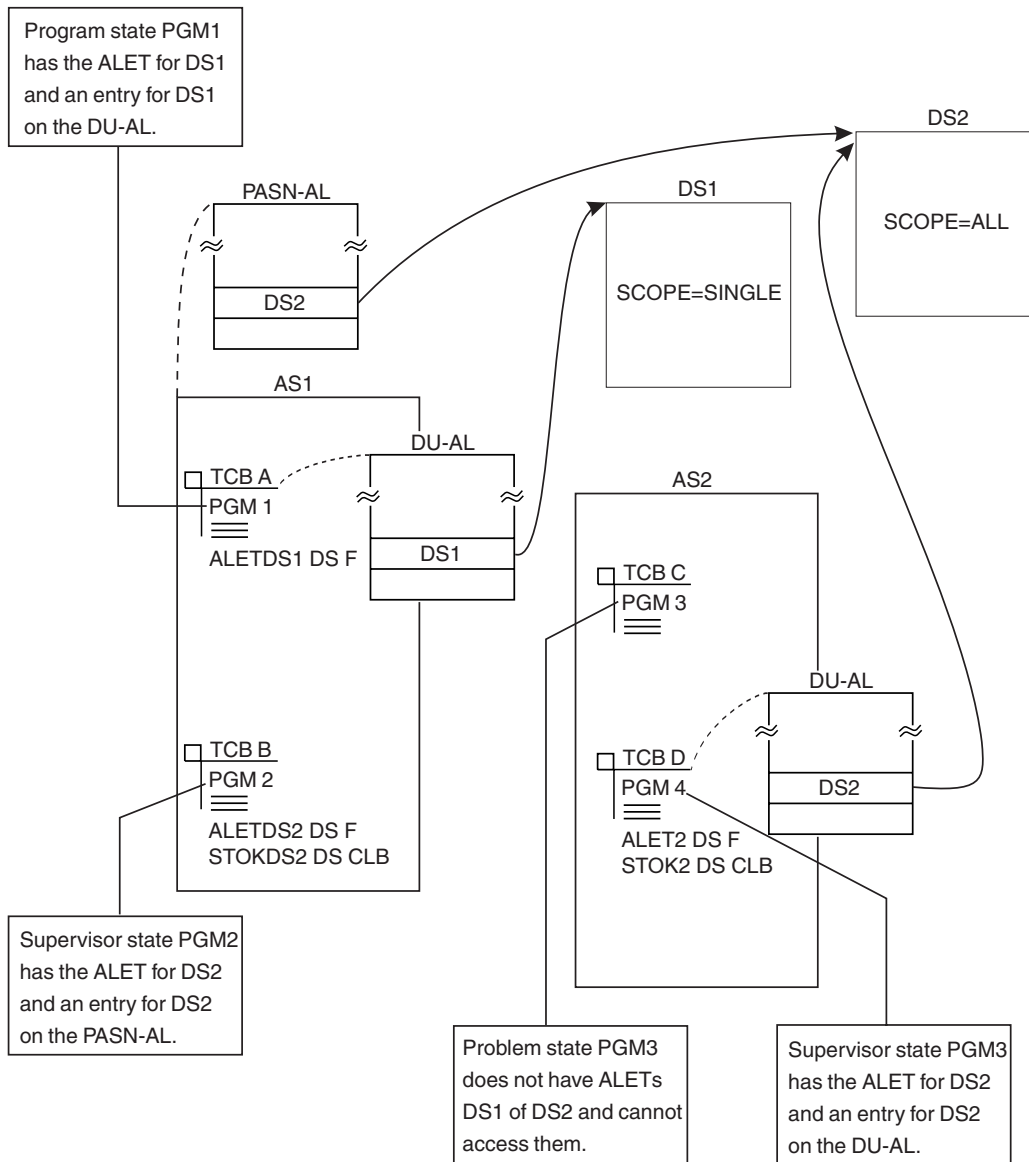 Program state PGM1
has the ALET for DS1
and an entry for DS1
on the DU-AL.
DS2
SCOPE=ALL
DS1
SCOPE=SINGLE
PASN-AL
DS2
AS1
DU-AL
DS1
TCB A
PGM 1
ALETDS1 DS F
TCB B
PGM 2
ALETDS2 DS F
STOKDS2 DS CLB
AS2
TCB C
PGM 3
DU-AL
DS2
TCB D
PGM 4
ALET2 DS F
STOK2 DS CLB
Supervisor state PGM2
has the ALET for DS2
and an entry for DS2
on the PASN-AL.
Problem state PGM3
does not have ALETs
DS1 of DS2 and cannot
access them.
Supervisor state PGM3
has the ALET for DS2
and an entry for DS2
on the DU-AL.